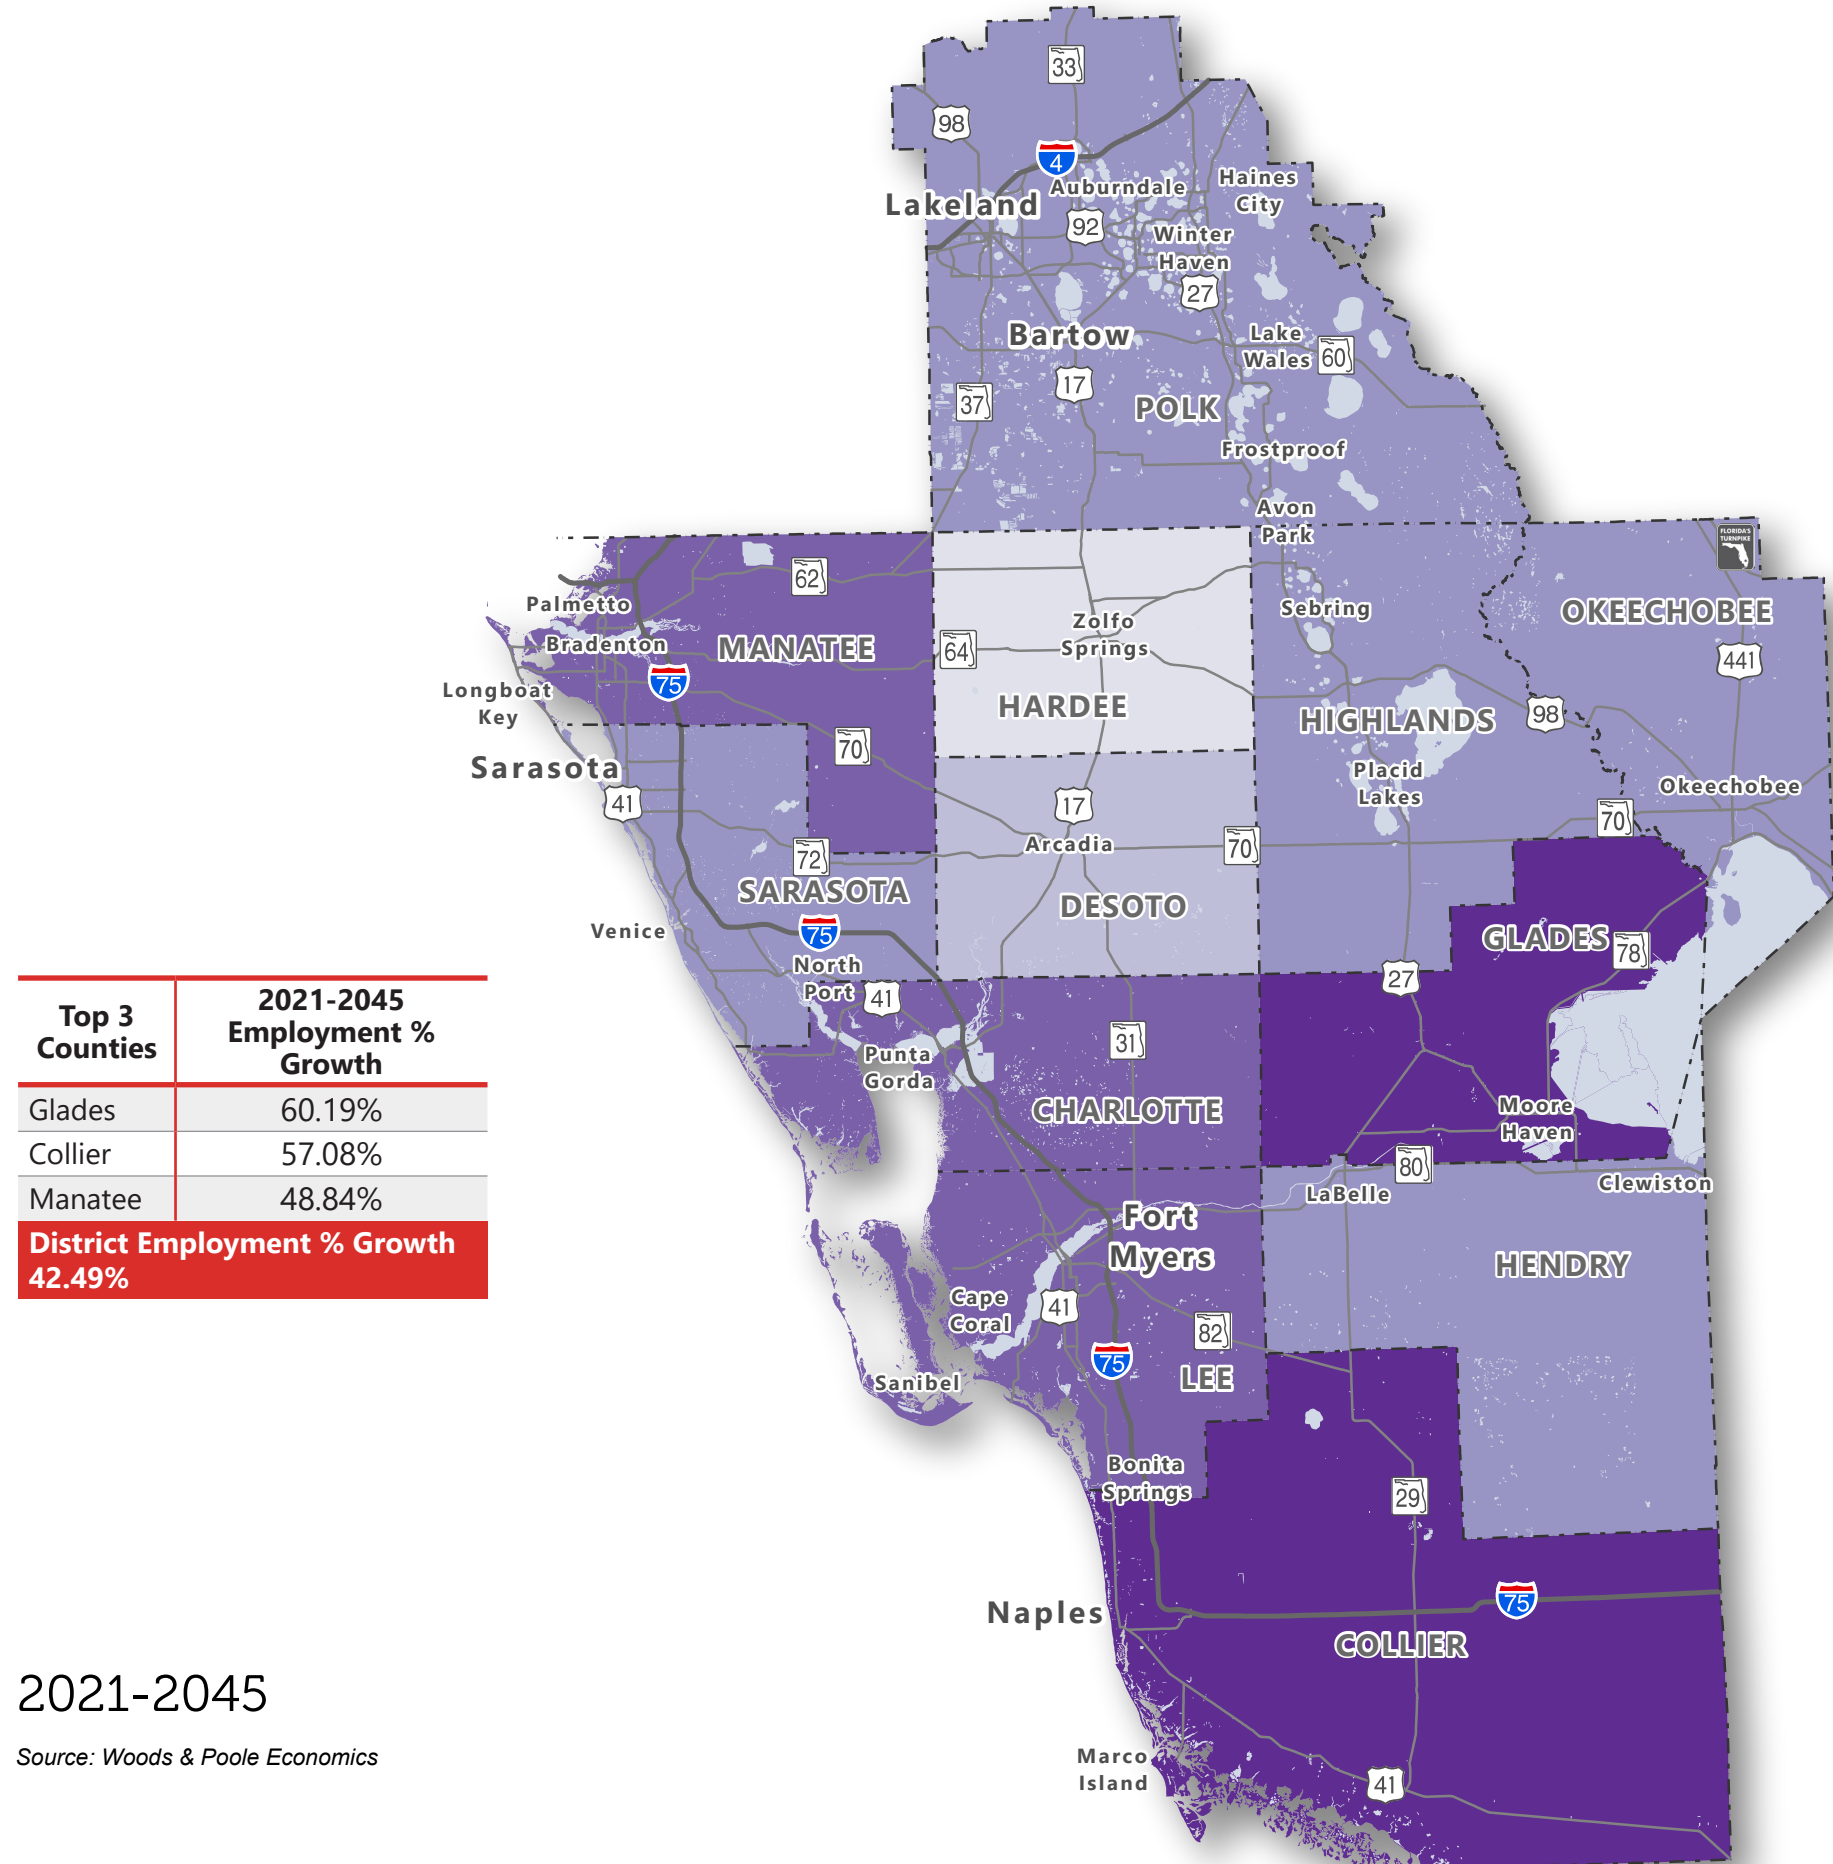 33
98
4
Auburndale
Haines
City
Lakeland
92
Winter
Haven
27
Bartow
Lake
Wales
60
17
37
POLK
Frostproof
Avon
Park
FLORIDA'S
TURNPIKE
62
Palmetto
Sebring
OKEECHOBEE
Zolfo
Springs
Bradenton
MANATEE
64
441
75
Longboat
Key
HARDEE
HIGHLANDS
98
70
Sarasota
Placid
Lakes
Okeechobee
41
17
70
Arcadia
70
72
SARASOTA
DESOTO
Venice
75
GLADES
78
North
Port
41
27
31
Punta
Gorda
CHARLOTTE
Moore
Haven
80
LaBelle
Clewiston
Fort
Myers
HENDRY
Cape
Coral
41
82
75
LEE
Sanibel
Bonita
Springs
29
Naples
75
COLLIER
Marco
Island
41
Top 3
Counties
2021-2045
Employment %
Growth
Glades 60.19%
Collier 57.08%
Manatee 48.84%
District Employment % Growth
42.49%
2021-2045
Source: Woods & Poole Economics